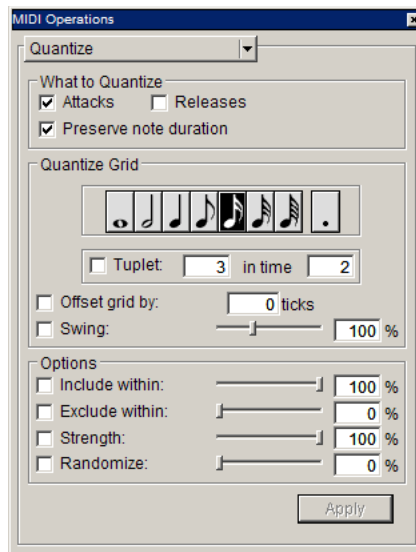 MIDI Operations
Quantize
What to Quantize
Attacks Releases
Preserve note duration
Quantize Grid
Tuplet: 3 in time 2
Offset grid by: 0 ticks
Swing: 100 %
Options
Include within: 100 %
Exclude within: 0 %
Strength: 100 %
Randomize: 0 %
Apply